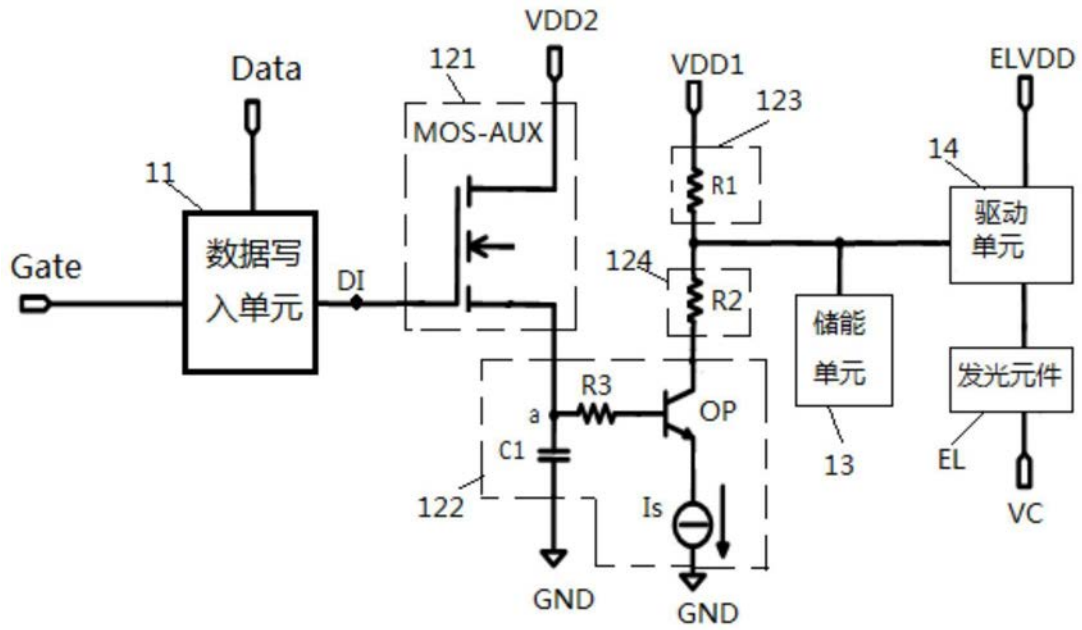 VDD2
Data
121
VDD1
ELVDD
MOS-AUX
123
11
R1
14
数据写
入单元
驱动
单元
Gate
DI
124
R2
储能
单元
R3
a
OP
发光元件
C1
122
Is
13
EL
VC
GND
GND